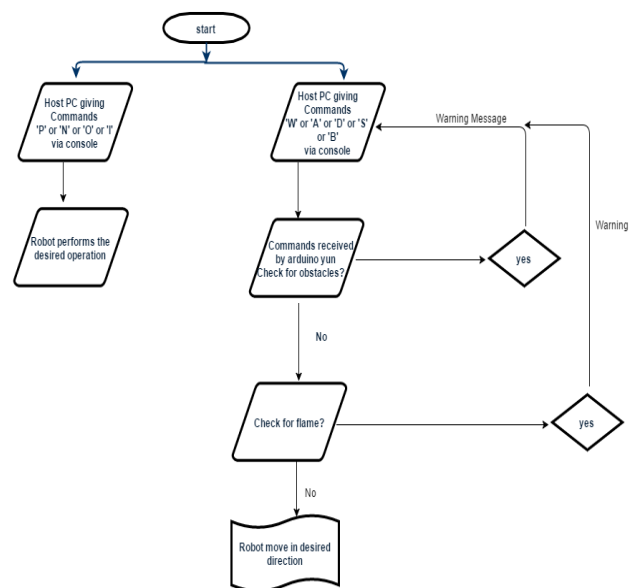 start
Host PC giving
Commands
'P' or 'N' or 'O' or 'I'
via console
Robot performs the
desired operation
Host PC giving
Commands
'W' or 'A' or 'D' or 'S'
or 'B'
via console
Warning Message
Warning
Commands received
by arduino yun
Check for obstacles?
yes
No
Check for flame?
yes
No
Robot move in desired
direction